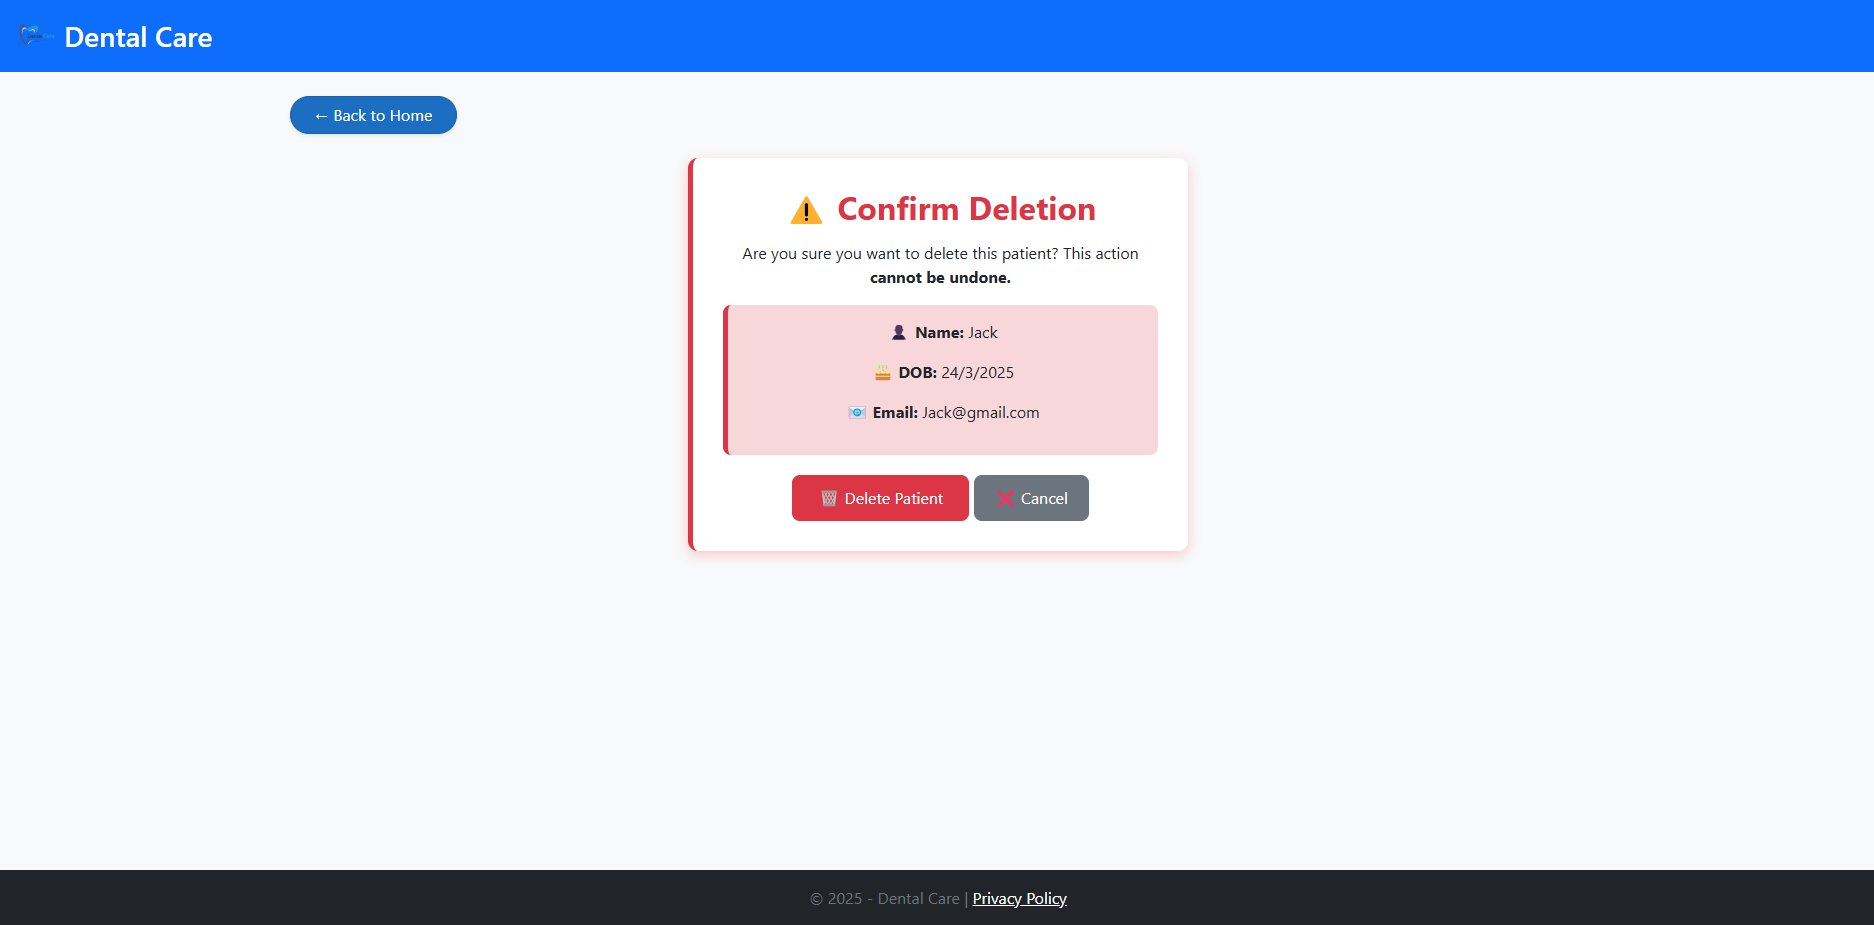 Dental Care
← Back to Home
Confirm Deletion
Are you sure you want to delete this patient? This action
cannot be undone.
Name: Jack
DOB: 24/3/2025
Email: Jack@gmail.com
Delete Patient
Cancel
© 2025 - Dental Care | Privacy Policy